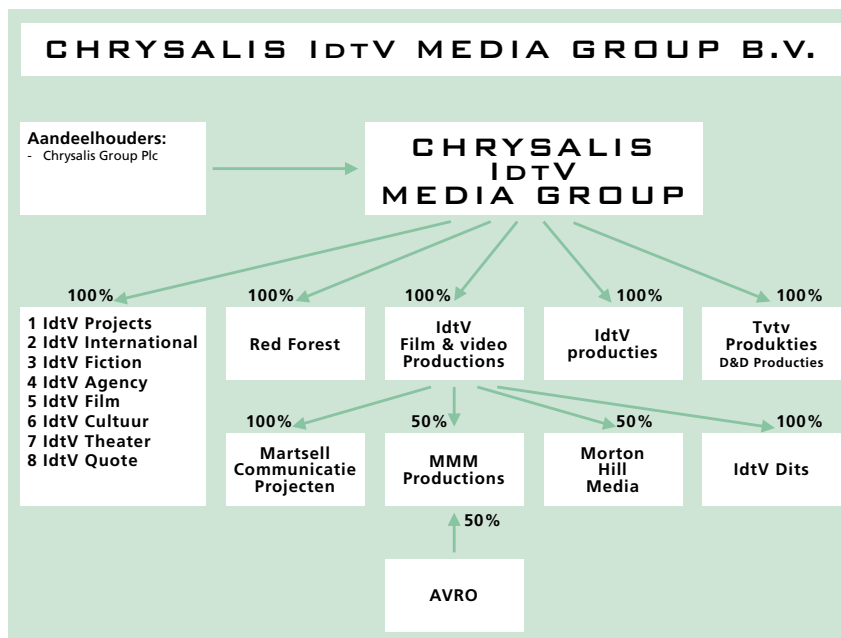 CHRYSALIS IDTV MEDIA GROUP B.V.
Aandeelhouders:
- Chrysalis Group Plc
CHRYSALIS
IDTV
MEDIA GROUP
100%
100%
100%
100%
100%
1 IdtV Projects
2 IdtV International
3 IdtV Fiction
4 IdtV Agency
5 IdtV Film
6 IdtV Cultuur
7 IdtV Theater
8 IdtV Quote
Red Forest
IdtV
Film & video
Productions
IdtV
producties
Tvtv
Produkties
D&D Producties
100%
50%
50%
100%
Martsell
Communicatie
Projecten
MMM
Productions
Morton
Hill
Media
IdtV Dits
50%
AVRO